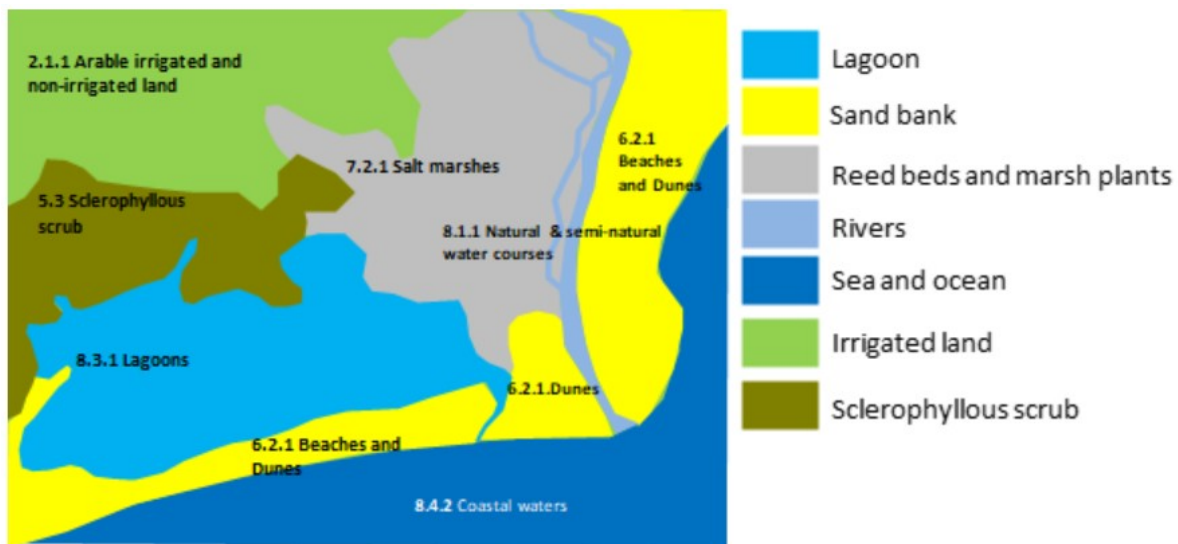 2.1.1 Arable irrigated and
non-irrigated land
7.2.1 Salt marshes
6.2.1
Beaches
and Dunes
5.3 Sclerophyllous
scrub
8.1.1 Natural & semi-natural
water courses
8.3.1 Lagoons
6.2.1.Dunes
6.2.1 Beaches and
Dunes
8.4.2 Coastal waters
Lagoon
Sand bank
Reed beds and marsh plants
Rivers
Sea and ocean
Irrigated land
Sclerophyllous scrub